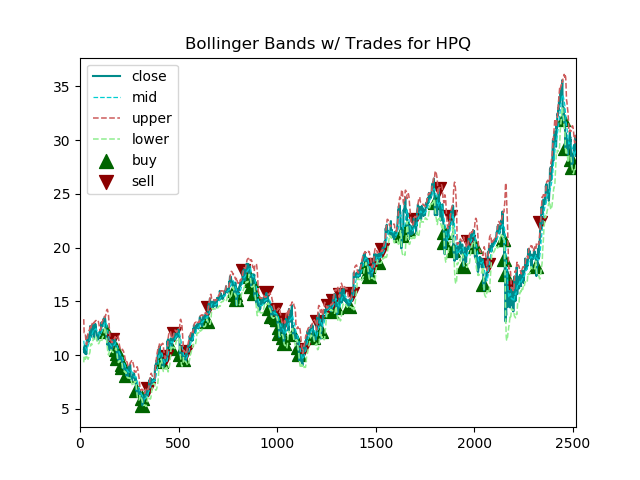 Bollinger Bands w/ Trades for HPQ
close
mid
upper
lower
buy
sell
35
30
25
20
15
10
5
0 500 1000 1500 2000 2500